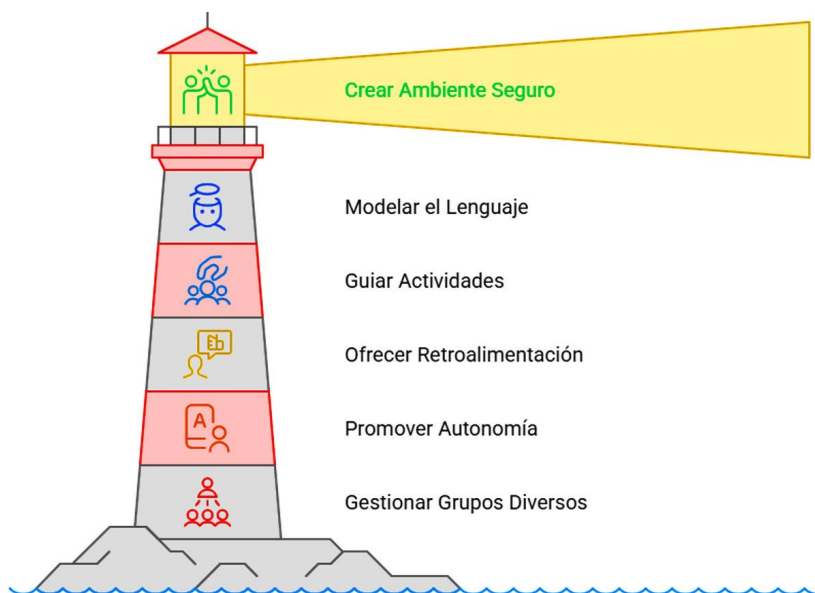 Crear Ambiente Seguro
Modelar el Lenguaje
Guiar Actividades
Ofrecer Retroalimentación
Promover Autonomía
Gestionar Grupos Diversos